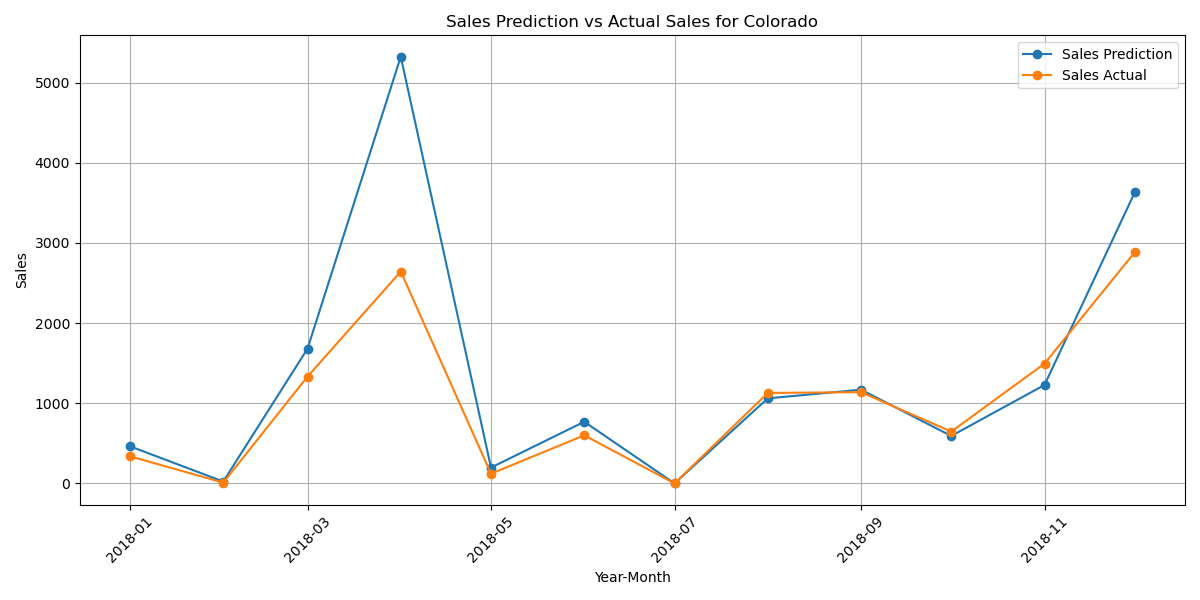 Sales Prediction vs Actual Sales for Colorado
Sales Prediction
Sales Actual
5000
4000
3000
2000
1000
0
Sales
2018-01
2018-03
2018-05
2018-07
2018-09
2018-11
Year-Month